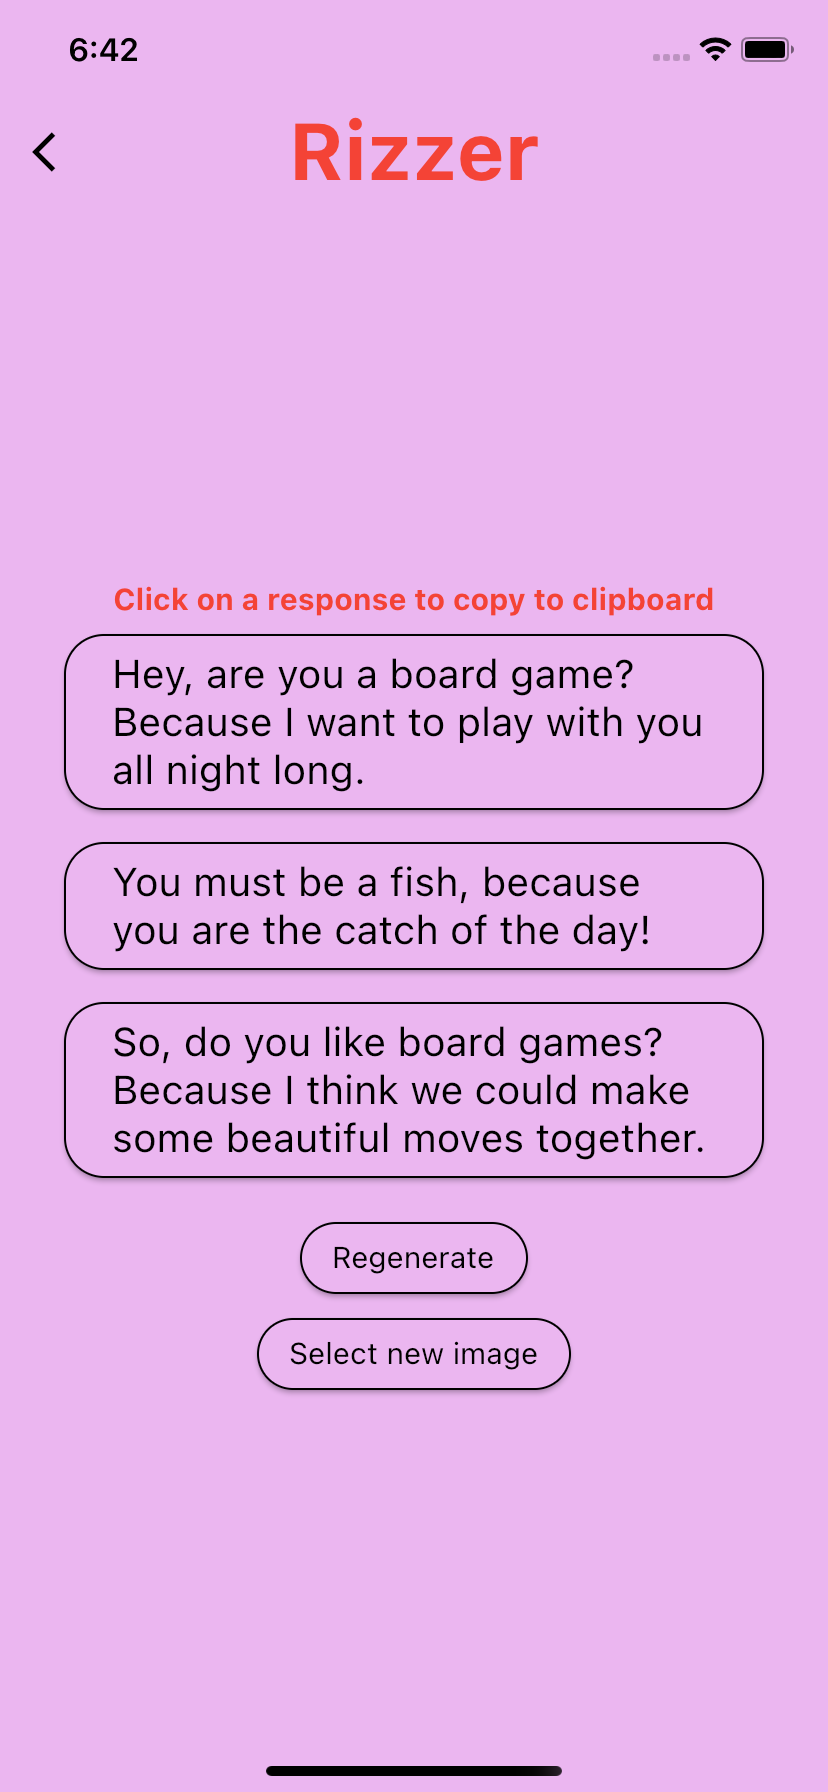 6:42
Rizzer
Click on a response to copy to clipboard
Hey, are you a board game?
Because I want to play with you
all night long.
You must be a fish, because
you are the catch of the day!
So, do you like board games?
Because I think we could make
some beautiful moves together.
Regenerate
Select new image